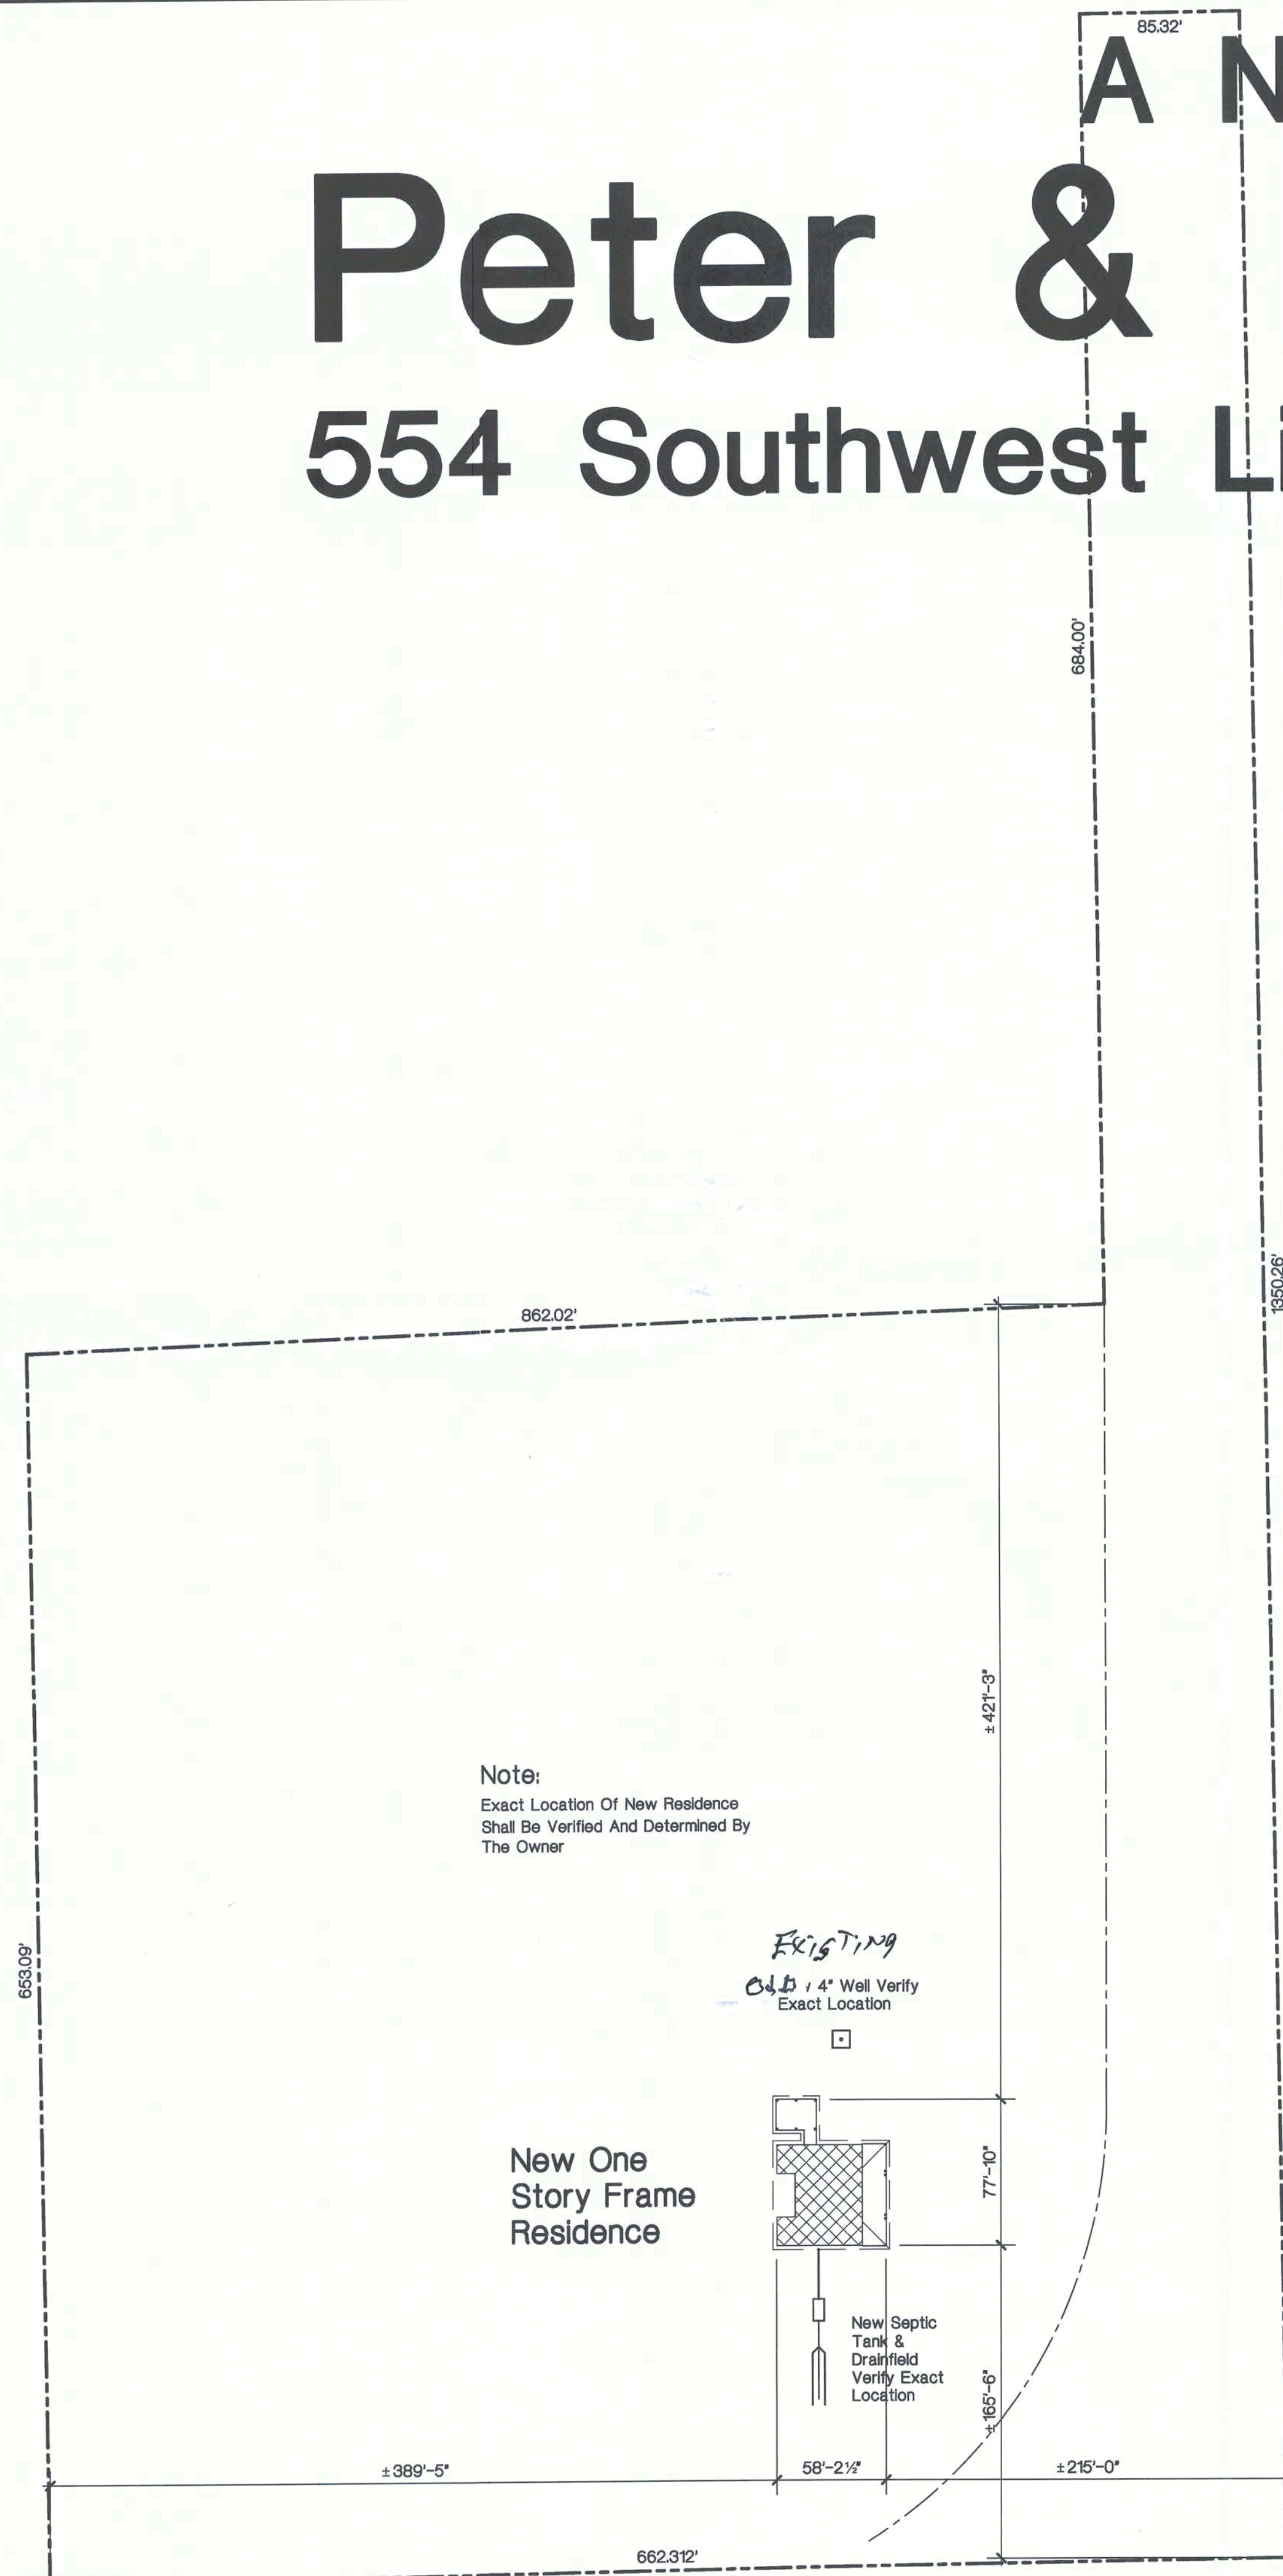 85.32'
A N
Peter &
554 Southwest Li
684.00'
1350.26'
862.02'
±421'-3"
Note:
Exact Location Of New Residence
Shall Be Verified And Determined By
The Owner
653.09'
EXISTING
OLD 4" Well Verify
Exact Location
New One
Story Frame
Residence
77'-10"
New Septic
Tank &
Drainfield
Verify Exact
Location
±165'-6"
±389'-5"
58'-2½"
±215'-0"
662.312'